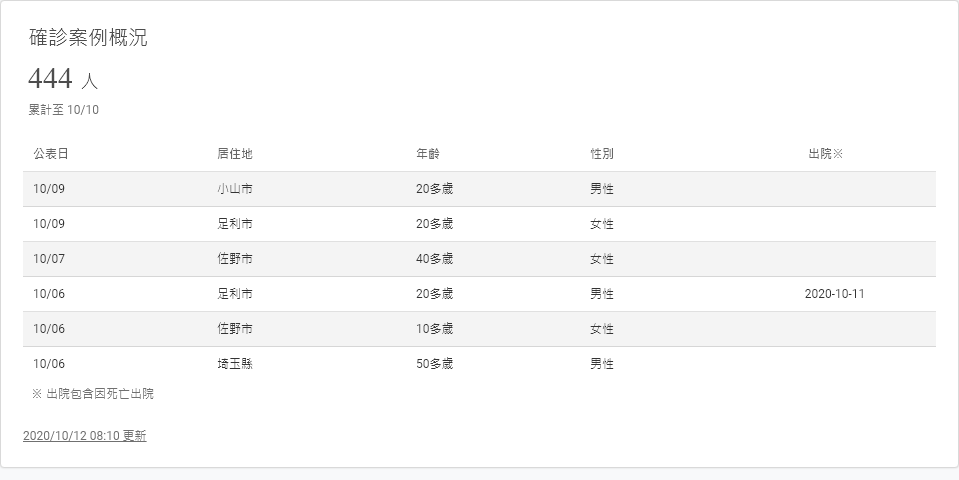 確診案例概況
444 人
累計至 10/10
公表日 居住地 年齡 性別 出院※
10/09 小山市 20多歲 男性
10/09 足利市 20多歲 女性
10/07 佐野市 40多歲 女性
10/06 足利市 20多歲 男性 2020-10-11
10/06 佐野市 10多歲 女性
10/06 埼玉縣 50多歲 男性
※ 出院包含因死亡出院
2020/10/12 08:10 更新